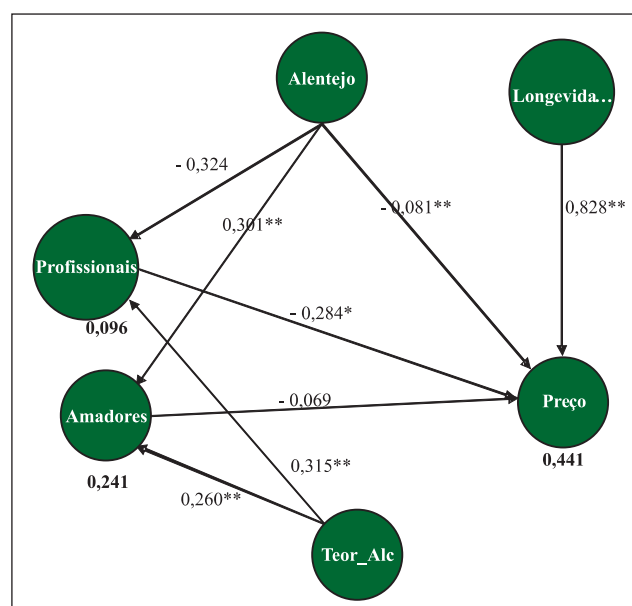 Alentejo
Longevida...
- 0,324
- 0,081**
0,828**
0,301**
Profissionais
0,096
- 0,284*
Amadores
- 0,069
Preço
0,441
0,241
0,315**
0,260**
Teor_Alc